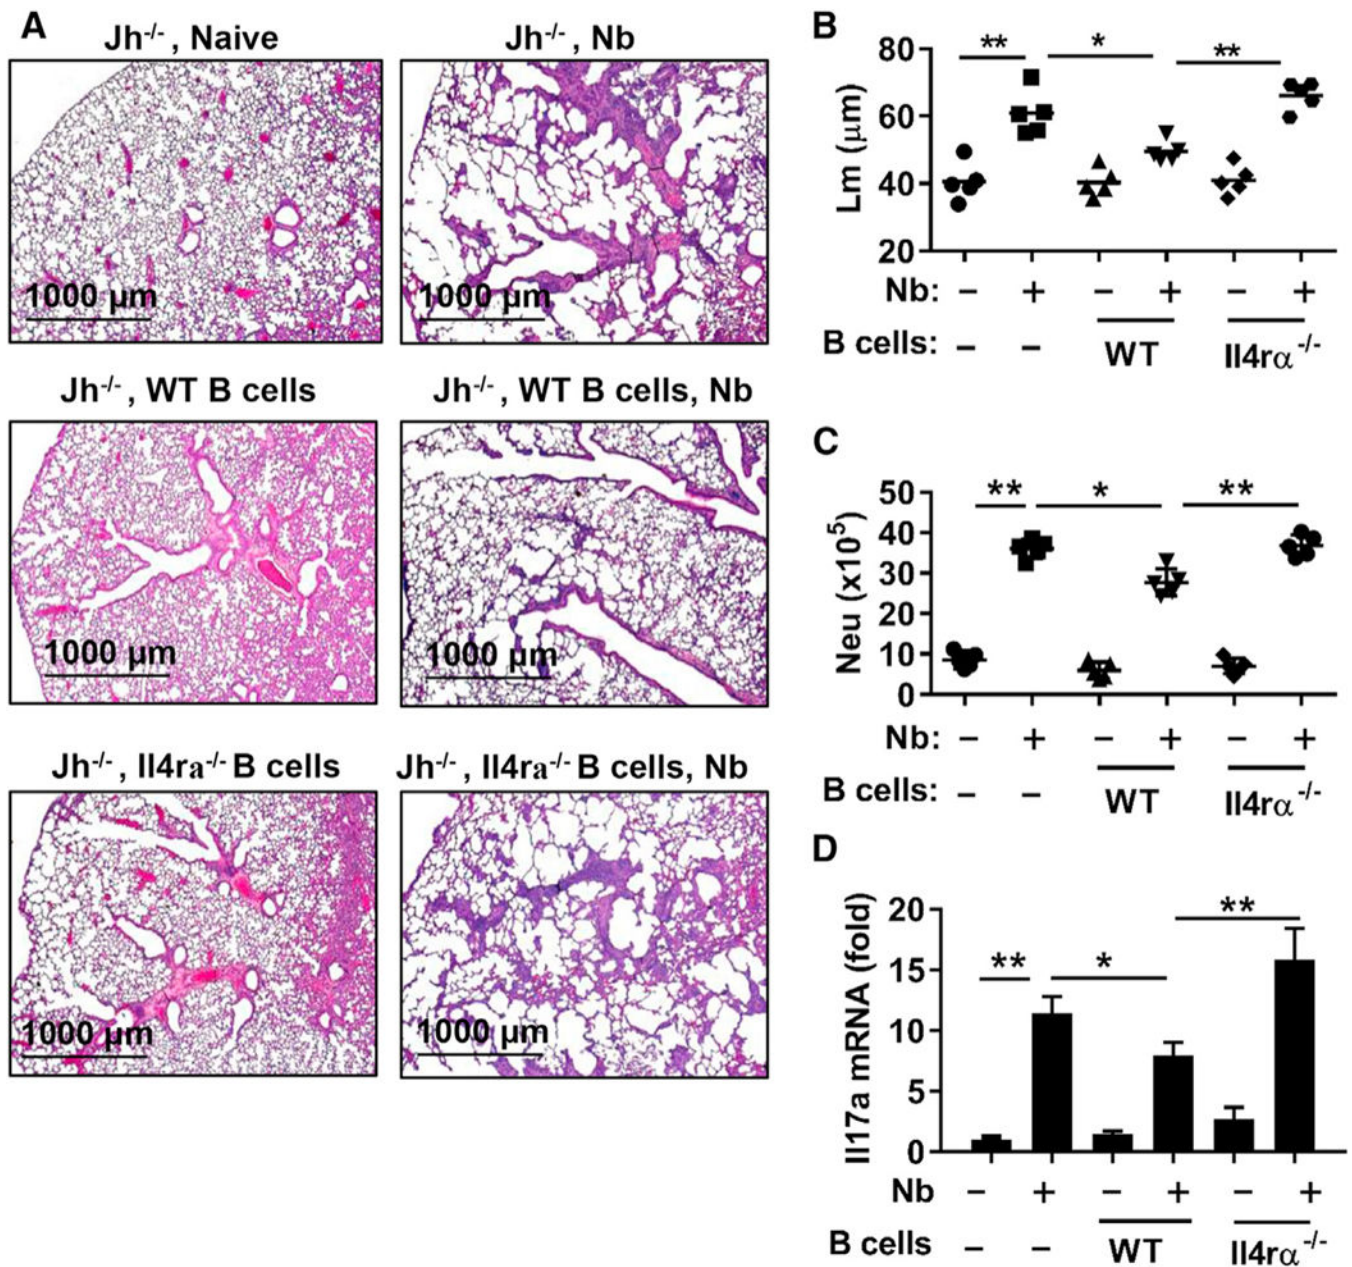 A
Jh-/- , Naive
Jh-/- , Nb
1000 μm
1000 μm
Jh-/- , WT B cells
Jh-/- , WT B cells, Nb
1000 μm
1000 μm
Jh-/- , Il4ra-/- B cells
Jh-/- , Il4ra-/- B cells, Nb
1000 μm
1000 μm
B
** * **
Lm (μm)
80
60
40
20
Nb: − + − + − +
B cells: − − WT Il4rα-/-
C
** * **
Neu (x10^5)
50
40
30
20
10
0
Nb: − + − + − +
B cells: − − WT Il4rα-/-
D
** * **
Il17a mRNA (fold)
20
15
10
5
0
Nb − + − + − +
B cells − − WT Il4rα-/-